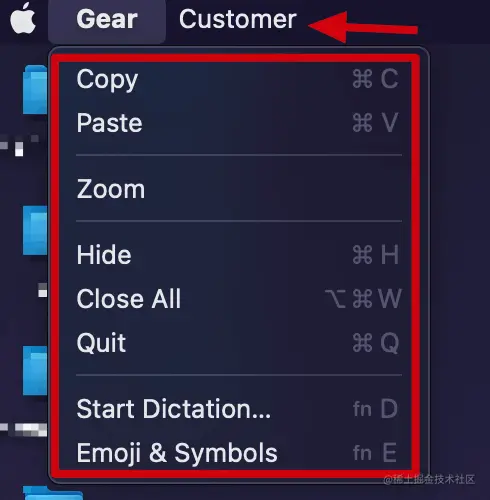 Gear Customer
Copy ⌘ C
Paste ⌘ V
Zoom
Hide ⌘ H
Close All ⌥ ⌘ W
Quit ⌘ Q
Start Dictation... fn D
Emoji & Symbols fn E
@稀土掘金技术社区